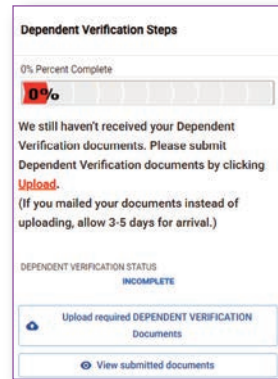 Dependent Verification Steps
0% Percent Complete
0%
We still haven't received your Dependent
Verification documents. Please submit
Dependent Verification documents by clicking
Upload.
(If you mailed your documents instead of
uploading, allow 3-5 days for arrival.)
DEPENDENT VERIFICATION STATUS
INCOMPLETE
Upload required DEPENDENT VERIFICATION
Documents
View submitted documents